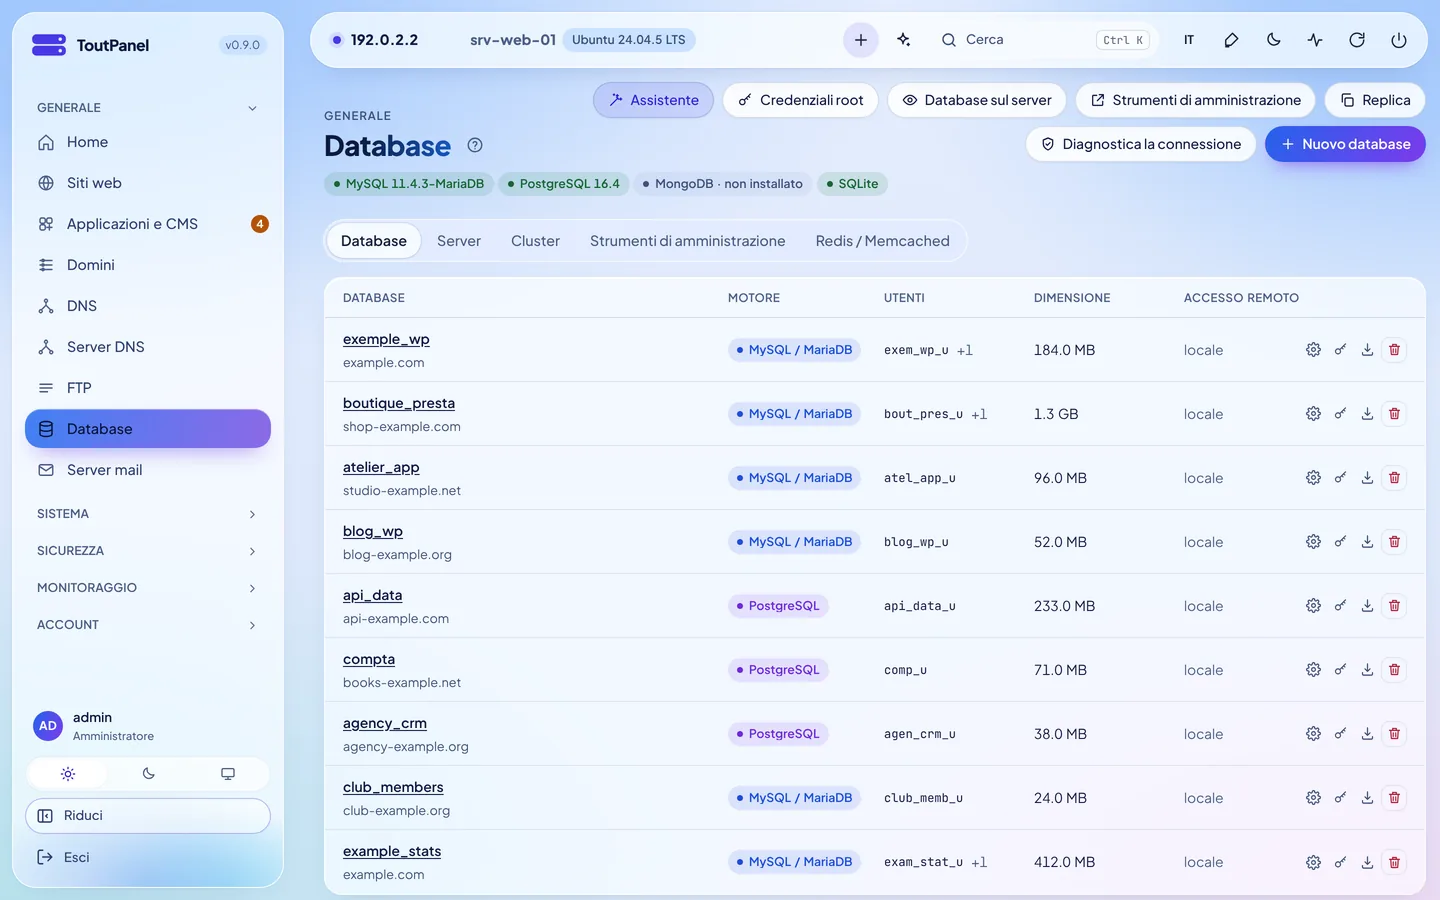 ToutPanel v0.9.0
GENERALE
Home
Siti web
Applicazioni e CMS 4
Domini
DNS
Server DNS
FTP
Database
Server mail
SISTEMA
SICUREZZA
MONITORAGGIO
ACCOUNT
AD admin
Amministratore
Riduci
Esci
192.0.2.2 srv-web-01 Ubuntu 24.04.5 LTS Cerca Ctrl K IT
Assistente Credenziali root Database sul server Strumenti di amministrazione Replica
GENERALE
Database
Diagnostica la connessione Nuovo database
MySQL 11.4.3-MariaDB PostgreSQL 16.4 MongoDB · non installato SQLite
Database Server Cluster Strumenti di amministrazione Redis / Memcached
DATABASE MOTORE UTENTI DIMENSIONE ACCESSO REMOTO
exemple_wp MySQL / MariaDB exem_wp_u +1 184.0 MB locale
example.com
boutique_presta MySQL / MariaDB bout_pres_u +1 1.3 GB locale
shop-example.com
atelier_app MySQL / MariaDB atel_app_u 96.0 MB locale
studio-example.net
blog_wp MySQL / MariaDB blog_wp_u 52.0 MB locale
blog-example.org
api_data PostgreSQL api_data_u 233.0 MB locale
api-example.com
compta PostgreSQL comp_u 71.0 MB locale
books-example.net
agency_crm PostgreSQL agen_crm_u 38.0 MB locale
agency-example.org
club_members MySQL / MariaDB club_memb_u 24.0 MB locale
club-example.org
example_stats MySQL / MariaDB exam_stat_u +1 412.0 MB locale
example.com